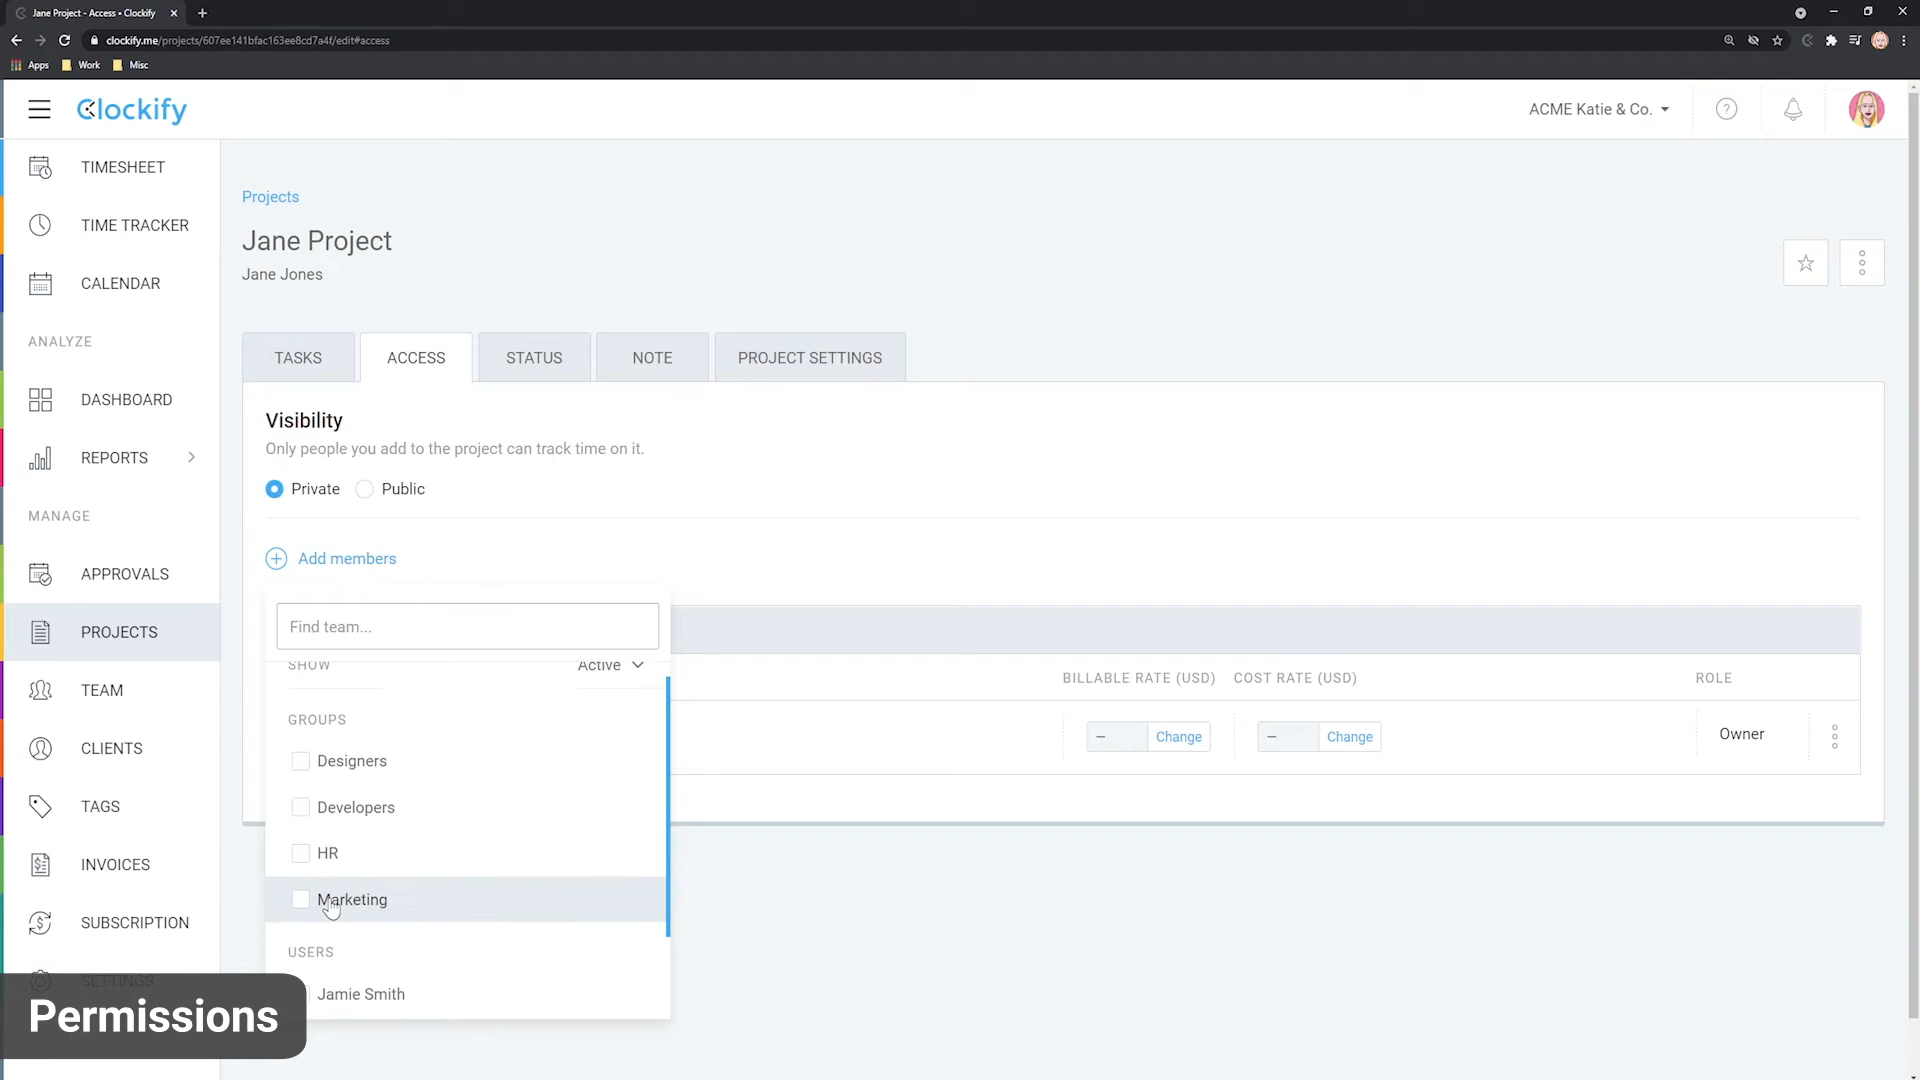 Jane Project - Access • Clockify
clockify.me/projects/607ee141bfac163ee8cd7a4f/edit#access
Apps
Work
Misc
Clockify
ACME Katie & Co.
TIMESHEET
TIME TRACKER
CALENDAR
ANALYZE
DASHBOARD
REPORTS
MANAGE
APPROVALS
PROJECTS
TEAM
CLIENTS
TAGS
INVOICES
SUBSCRIPTION
SETTINGS
Projects
Jane Project
Jane Jones
TASKS
ACCESS
STATUS
NOTE
PROJECT SETTINGS
Visibility
Only people you add to the project can track time on it.
Private
Public
Add members
Find team...
SHOW
Active
GROUPS
Designers
Developers
HR
Marketing
USERS
Jamie Smith
BILLABLE RATE (USD)
COST RATE (USD)
ROLE
– Change
– Change
Owner
Permissions